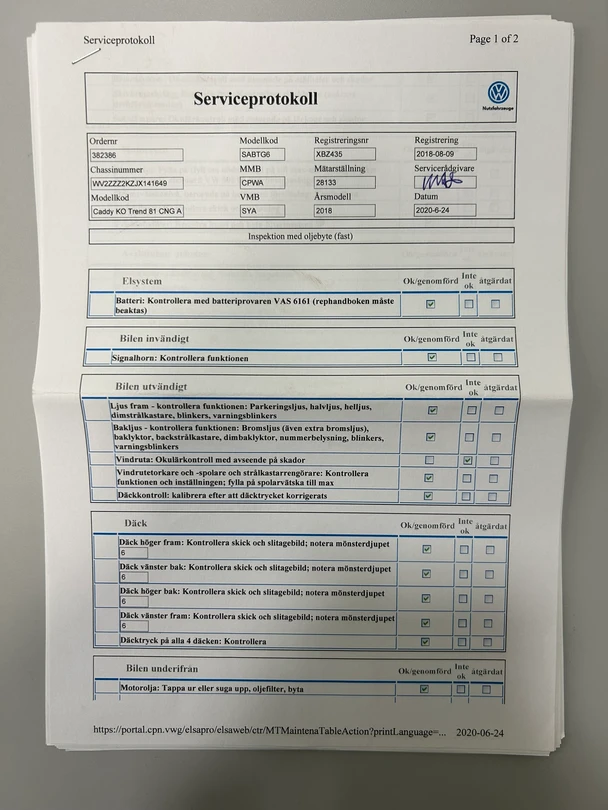 Serviceprotokoll
Page 1 of 2
Serviceprotokoll
Nutzfahrzeuge
Ordernr Modellkod Registreringsnr Registrering
382386 SABTG6 XBZ435 2018-08-09
Chassinummer MMB Mätarställning Servicerådgivare
WV2ZZZ2KZJX141649 CPWA 28133
Modellkod VMB Årsmodell Datum
Caddy KO Trend 81 CNG A SYA 2018 2020-6-24
Inspektion med oljebyte (fast)
Elsystem Ok/genomförd Inte ok åtgärdat
Batteri: Kontrollera med batteriprovaren VAS 6161 (rephandboken måste
beaktas)
Bilen invändigt Ok/genomförd Inte ok åtgärdat
Signalhorn: Kontrollera funktionen
Bilen utvändigt Ok/genomförd Inte ok åtgärdat
Ljus fram - kontrollera funktionen: Parkeringsljus, halvljus, helljus,
dimstrålkastare, blinkers, varningsblinkers
Bakljus - kontrollera funktionen: Bromsljus (även extra bromsljus),
baklyktor, backstrålkastare, dimbaklyktor, nummerbelysning, blinkers,
varningsblinkers
Vindruta: Okulärkontroll med avseende på skador
Vindrutetorkare och -spolare och strålkastarrengörare: Kontrollera
funktionen och inställningen; fylla på spolarvätska till max
Däckkontroll: kalibrera efter att däcktrycket korrigerats
Däck Ok/genomförd Inte ok åtgärdat
Däck höger fram: Kontrollera skick och slitagebild; notera mönsterdjupet
6
Däck vänster bak: Kontrollera skick och slitagebild; notera mönsterdjupet
6
Däck höger bak: Kontrollera skick och slitagebild; notera mönsterdjupet
6
Däck vänster fram: Kontrollera skick och slitagebild; notera mönsterdjupet
6
Däcktryck på alla 4 däcken: Kontrollera
Bilen underifrån Ok/genomförd Inte ok åtgärdat
Motorolja: Tappa ur eller suga upp, oljefilter, byta
https://portal.cpn.vwg/elsapro/elsaweb/ctr/MTMaintenaTableAction?printLanguage=... 2020-06-24